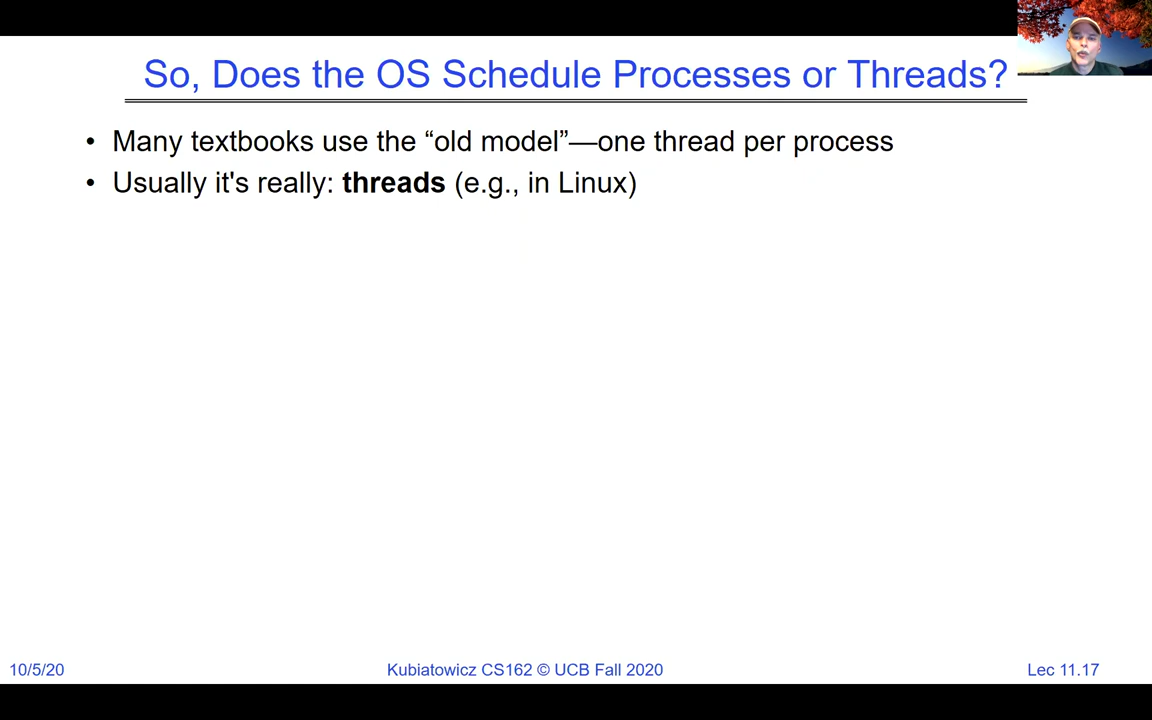 So, Does the OS Schedule Processes or Threads?
• Many textbooks use the “old model”—one thread per process
• Usually it's really: threads (e.g., in Linux)
10/5/20
Kubiatowicz CS162 © UCB Fall 2020
Lec 11.17